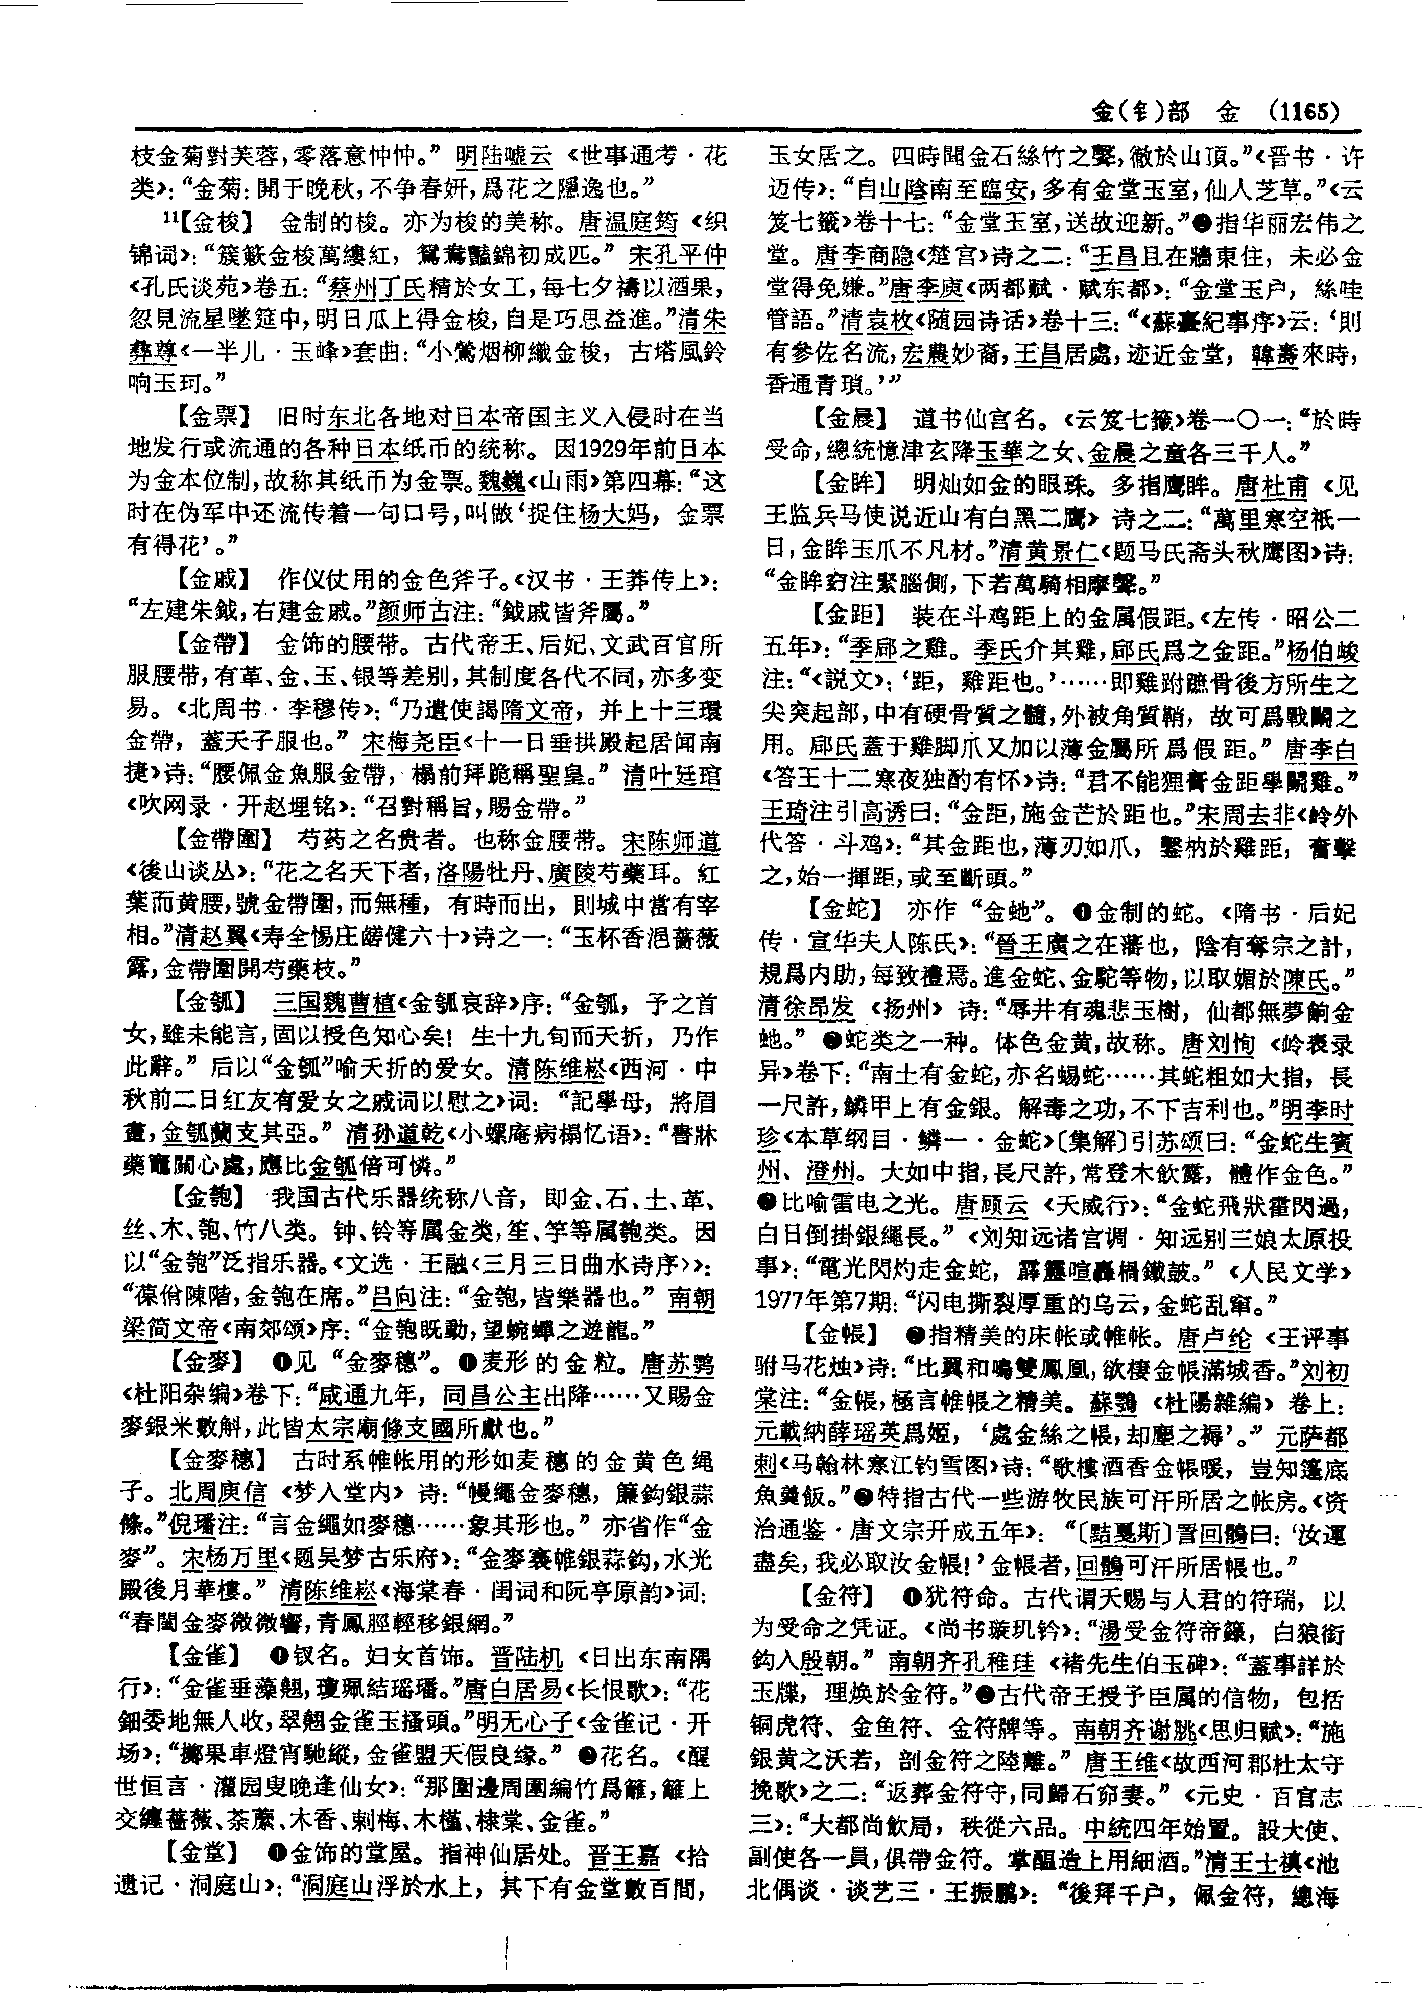 金(钅)部　金　(1165)
枝金菊對芙蓉，零落意忡忡。” 明陆嘘云《世事通考·花
类》：“金菊：開于晚秋，不争春妍，爲花之隱逸也。”
11【金梭】　金制的梭。亦为梭的美称。唐温庭筠《织
锦词》：“簇簌金梭萬縷紅，鴛鴦豔錦初成匹。” 宋孔平仲
《孔氏谈苑》卷五：“蔡州丁氏精於女工，每七夕禱以酒果，
忽見流星墜筵中，明日瓜上得金梭，自是巧思益進。”清朱
彝尊《一半儿·玉峰》套曲：“小鶯烟柳織金梭，古塔風鈴
响玉珂。”
【金票】　旧时东北各地对日本帝国主义入侵时在当
地发行或流通的各种日本纸币的统称。因1929年前日本
为金本位制，故称其纸币为金票。魏巍《山雨》第四幕：“这
时在伪军中还流传着一句口号，叫做‘捉住杨大妈，金票
有得花’。”
【金戚】　作仪仗用的金色斧子。《汉书·王莽传上》：
“左建朱鉞，右建金戚。”颜师古注：“鉞戚皆斧屬。”
【金帶】　金饰的腰带。古代帝王、后妃、文武百官所
服腰带，有革、金、玉、银等差别，其制度各代不同，亦多变
易。《北周书·李穆传》：“乃遣使謁隋文帝，并上十三環
金帶，蓋天子服也。” 宋梅尧臣《十一日垂拱殿起居闻南
捷》诗：“腰佩金魚服金帶，榻前拜跪稱聖皇。” 清叶廷琯
《吹网录·开赵埋铭》：“召對稱旨，賜金帶。”
【金帶圍】　芍药之名贵者。也称金腰带。宋陈师道
《後山谈丛》：“花之名天下者，洛陽牡丹、廣陵芍藥耳。紅
葉而黄腰，號金帶圍，而無種，有時而出，則城中當有宰
相。”清赵翼《寿全惕庄鹾健六十》诗之一：“玉杯香浥薔薇
露，金帶圍開芍藥枝。”
【金瓠】　三国魏曹植《金瓠哀辞》序：“金瓠，予之首
女，雖未能言，固以授色知心矣！生十九旬而夭折，乃作
此辭。” 后以“金瓠”喻夭折的爱女。清陈维崧《西河·中
秋前二日红友有爱女之戚词以慰之》词：“記學母，將眉
畫，金瓠蘭支其亞。” 清孙道乾《小螺庵病榻忆语》：“書牀
藥竈關心處，應比金瓠倍可憐。”
【金匏】　我国古代乐器统称八音，即金、石、土、革、
丝、木、匏、竹八类。钟、铃等属金类，笙、竽等属匏类。因
以“金匏”泛指乐器。《文选·王融〈三月三日曲水诗序〉》：
“葆佾陳階，金匏在席。”吕向注：“金匏，皆樂器也。” 南朝
梁简文帝《南郊颂》序：“金匏既動，望蜿蟬之遊龍。”
【金麥】　❶见“金麥穗”。❷麦形的金粒。唐苏鹗
《杜阳杂编》卷下：“咸通九年，同昌公主出降……又賜金
麥銀米數斛，此皆太宗廟條支國所獻也。”
【金麥穗】　古时系帷帐用的形如麦穗的金黄色绳
子。北周庾信《梦入堂内》诗：“幔繩金麥穗，簾鈎銀蒜
條。”倪璠注：“言金繩如麥穗……象其形也。” 亦省作“金
麥”。宋杨万里《题吴梦古乐府》：“金麥褰帷銀蒜鈎，水光
殿後月華樓。” 清陈维崧《海棠春·闺词和阮亭原韵》词：
“春閨金麥微微響，青鳳脛輕移銀網。”
【金雀】　❶钗名。妇女首饰。晋陆机《日出东南隅
行》：“金雀垂藻翹，瓊珮結瑶璠。”唐白居易《长恨歌》：“花
鈿委地無人收，翠翹金雀玉搔頭。”明无心子《金雀记·开
场》：“擲果車燈宵馳縱，金雀盟天假良缘。” ❷花名。《醒
世恒言·灌园叟晚逢仙女》：“那圍邊周圍編竹爲籬，籬上
交纏薔薇、荼蘼、木香、刺梅、木槿、棣棠、金雀。”
【金堂】　❶金饰的堂屋。指神仙居处。晋王嘉《拾
遗记·洞庭山》：“洞庭山浮於水上，其下有金堂數百間，
玉女居之。四時聞金石絲竹之聲，徹於山頂。”《晋书·许
迈传》：“自山陰南至臨安，多有金堂玉室，仙人芝草。”《云
笈七籤》卷十七：“金堂玉室，送故迎新。”❷指华丽宏伟之
堂。唐李商隐《楚宫》诗之二：“王昌且在牆東住，未必金
堂得免嫌。”唐李庾《两都赋·赋东都》：“金堂玉户，絲哇
管語。”清袁枚《随园诗话》卷十三：“《蘇臺紀事序》云：‘則
有參佐名流，宏農妙裔，王昌居處，迹近金堂，韓壽來時，
香通青瑣。’”
【金晨】　道书仙宫名。《云笈七籤》卷一〇一：“於時
受命，總統憶津玄降玉華之女、金晨之童各三千人。”
【金眸】　明灿如金的眼珠。多指鹰眸。唐杜甫《见
王监兵马使说近山有白黑二鹰》诗之二：“萬里寒空祇一
日，金眸玉爪不凡材。”清黄景仁《题马氏斋头秋鹰图》诗：
“金眸窈注緊腦側，下若萬騎相摩聲。”
【金距】　装在斗鸡距上的金属假距。《左传·昭公二
五年》：“季郈之雞。季氏介其雞，郈氏爲之金距。”杨伯峻
注：“《説文》：‘距，雞距也。’……即雞跗蹠骨後方所生之
尖突起部，中有硬骨質之髓，外被角質鞘，故可爲戰鬭之
用。郈氏蓋于雞脚爪又加以薄金屬所爲假距。” 唐李白
《答王十二寒夜独酌有怀》诗：“君不能狸膏金距學鬭雞。”
王琦注引高诱曰：“金距，施金芒於距也。”宋周去非《岭外
代答·斗鸡》：“其金距也，薄刃如爪，鑿枘於雞距，奮擊
之，始一揮距，或至斷頭。”
【金蛇】　亦作“金虵”。❶金制的蛇。《隋书·后妃
传·宣华夫人陈氏》：“晉王廣之在藩也，陰有奪宗之計，
規爲内助，每致禮焉。進金蛇、金駝等物，以取媚於陳氏。”
清徐昂发《扬州》诗：“辱井有魂悲玉樹，仙都無夢餉金
虵。” ❷蛇类之一种。体色金黄，故称。唐刘恂《岭表录
异》卷下：“南土有金蛇，亦名蜴蛇……其蛇粗如大指，長
一尺許，鱗甲上有金銀。解毒之功，不下吉利也。”明李时
珍《本草纲目·鳞一·金蛇》〔集解〕引苏颂曰：“金蛇生賓
州、澄州。大如中指，長尺許，常登木飲露，體作金色。”
❸比喻雷电之光。唐顾云《天威行》：“金蛇飛狀霍閃過，
白日倒掛銀繩長。”《刘知远诸宫调·知远别三娘太原投
事》：“電光閃灼走金蛇，霹靂喧轟楇鐵鼓。”《人民文学》
1977年第7期：“闪电撕裂厚重的乌云，金蛇乱窜。”
【金帳】　❶指精美的床帐或帷帐。唐卢纶《王评事
驸马花烛》诗：“比翼和鳴雙鳳凰，欲棲金帳滿城香。”刘初
棠注：“金帳，極言帷帳之精美。蘇鶚《杜陽雜編》卷上：
元載納薛瑶英爲姬，‘處金絲之帳，却塵之褥’。” 元萨都
剌《马翰林寒江钓雪图》诗：“歌樓酒香金帳暖，豈知篷底
魚羹飯。”❷特指古代一些游牧民族可汗所居之帐房。《资
治通鉴·唐文宗开成五年》：“〔黠戛斯〕詈回鶻曰：‘汝運
盡矣，我必取汝金帳！’金帳者，回鶻可汗所居帳也。”
【金符】　❶犹符命。古代谓天赐与人君的符瑞，以
为受命之凭证。《尚书璇玑钤》：“湯受金符帝籙，白狼銜
鈎入殷朝。” 南朝齐孔稚珪《褚先生伯玉碑》：“蓋事詳於
玉牒，理焕於金符。”❷古代帝王授予臣属的信物，包括
铜虎符、金鱼符、金符牌等。南朝齐谢朓《思归赋》：“施
銀黄之沃若，剖金符之陸離。” 唐王维《故西河郡杜太守
挽歌》之二：“返葬金符守，同歸石窌妻。”《元史·百官志
三》：“大都尚飲局，秩從六品。中統四年始置。設大使、
副使各一員，俱帶金符。掌醖造上用細酒。”清王士禛《池
北偶谈·谈艺三·王振鹏》：“後拜千户，佩金符，總海